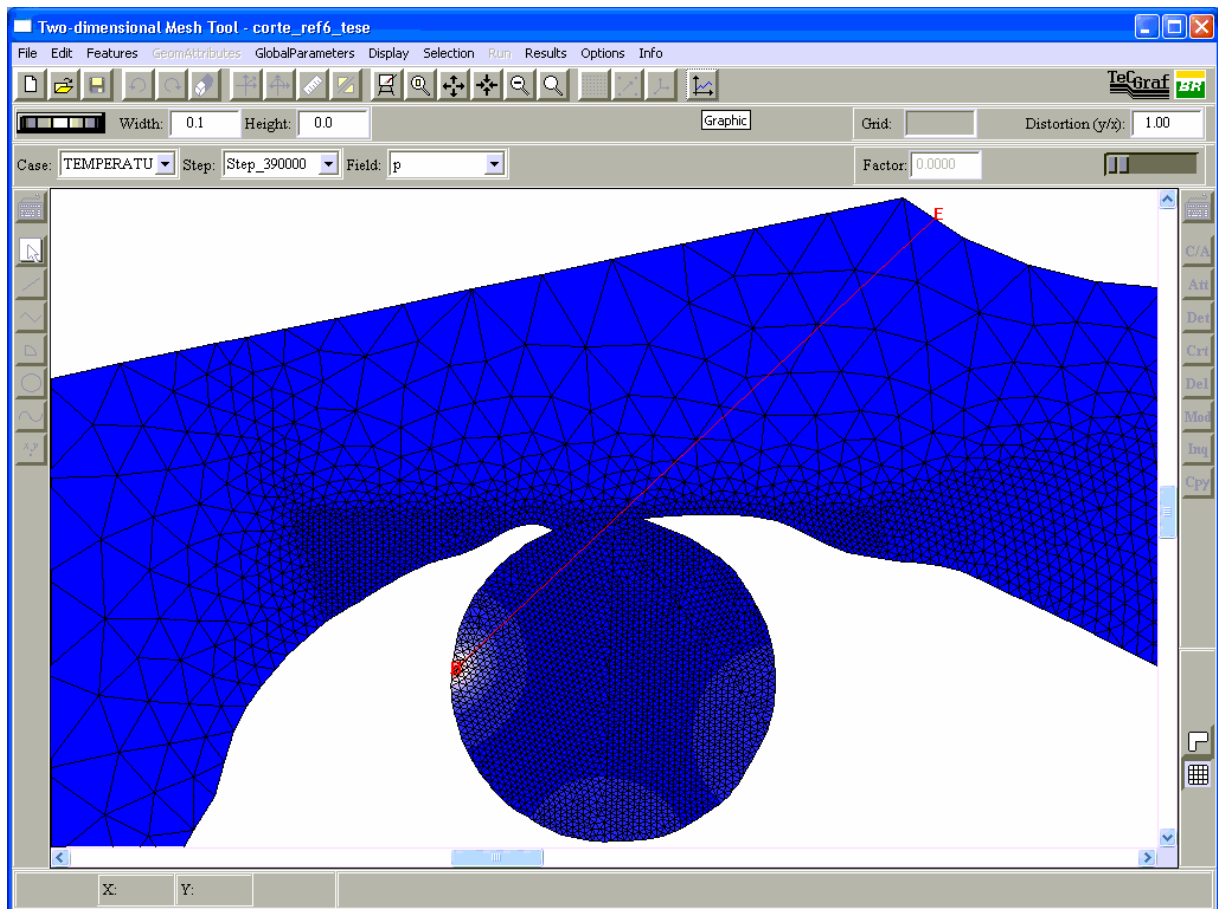 Two-dimensional Mesh Tool - corte_ref6_tese
File Edit Features GeomAttributes GlobalParameters Display Selection Run Results Options Info
TeCGraf BR
Width: 0.1 Height: 0.0 Graphic Grid: Distortion (y/x): 1.00
Case: TEMPERATU Step: Step_390000 Field: p Factor: 0.0000
E
C/A
Att
Det
Crt
Del
Mod
Inq
Cpy
x,y
X: Y: